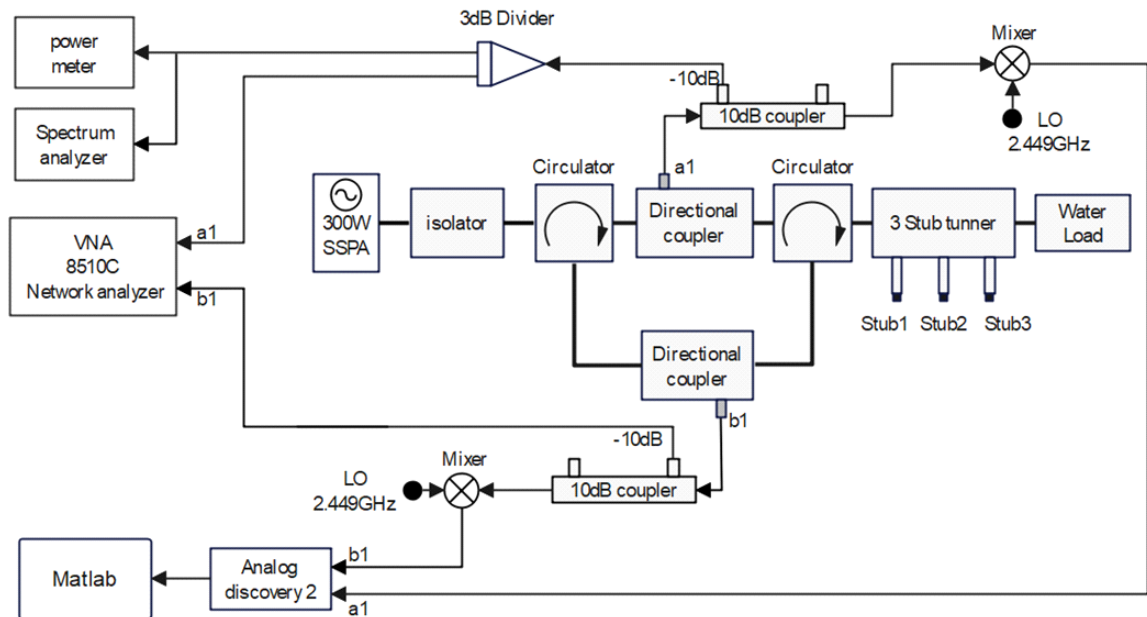 3dB Divider
Mixer
power
meter
-10dB
10dB coupler
LO
2.449GHz
Spectrum
analyzer
Circulator
a1
Circulator
300W
SSPA
isolator
Directional
coupler
3 Stub tunner
Water
Load
a1
VNA
8510C
Network analyzer
b1
Stub1
Stub2
Stub3
Directional
coupler
b1
-10dB
Mixer
LO
2.449GHz
10dB coupler
b1
Matlab
Analog
discovery 2
a1